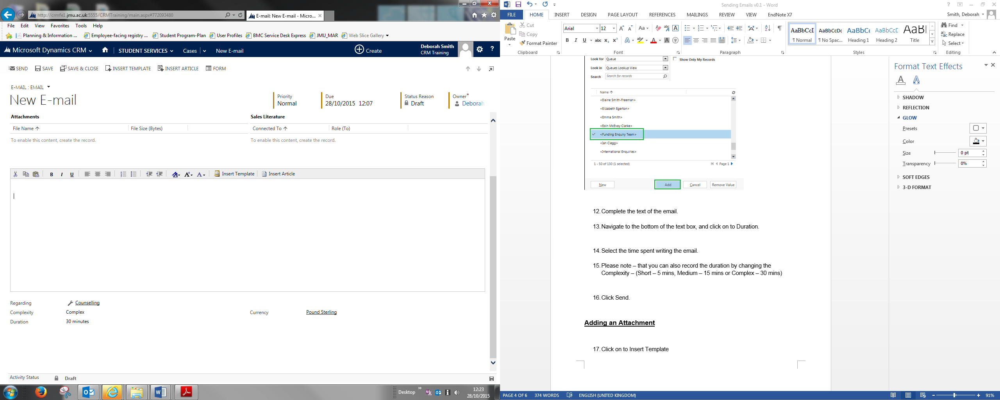 http://crmfe1.jmu.ac.uk:5555/CRMTraining/main.aspx#772093480
E-mail: New E-mail - Micro...
File Edit View Favorites Tools Help
Planning & Information ... Employee-facing registry ... Student Program-Plan User Profiles BMC Service Desk Express JMU_MAR Web Slice Gallery
Microsoft Dynamics CRM STUDENT SERVICES Cases New E-mail Create
Deborah Smith
CRM Training
?
SEND SAVE SAVE & CLOSE INSERT TEMPLATE INSERT ARTICLE FORM
E-MAIL : EMAIL
New E-mail
Priority Due Status Reason Owner*
Normal 28/10/2015 12:07 Draft Deborah
Attachments Sales Literature
File Name File Size (Bytes) Connected To Role (To)
To enable this content, create the record. To enable this content, create the record.
B I U Insert Template Insert Article
Regarding Counselling
Complexity Complex Currency Pound Sterling
Duration 30 minutes
Activity Status Draft
Desktop
12:23
28/10/2015
Sending Emails v0.1 - Word
FILE HOME INSERT DESIGN PAGE LAYOUT REFERENCES MAILINGS REVIEW VIEW EndNote X7
Smith, Deborah
Paste
Cut
Copy
Format Painter
Arial 12
B I U abc X₂ X²
AaBbCcI AaBbCcDc AaBbC AaBbCcD AaBl
¶ Normal ¶ No Spac... Heading 1 Heading 2 Title
Find
Replace
Select
Clipboard Font Paragraph Styles Editing
Look for Queue Show Only My Records
Look in Queues Lookup View
Search Search for records
Name
<Elaine Smith-Freeman>
<Elizabeth Egerton>
<Emma Smith>
<Eoin McEvoy Clarke>
<Funding Enquiry Team>
<Ian Clegg>
<International Enquiries>
1 - 50 of 130 (1 selected) Page 1
New Add Cancel Remove Value
12. Complete the text of the email.
13. Navigate to the bottom of the text box, and click on to Duration.
14. Select the time spent writing the email.
15. Please note – that you can also record the duration by changing the
Complexity – (Short – 5 mins, Medium – 15 mins or Complex – 30 mins)
16. Click Send.
Adding an Attachment
17. Click on to Insert Template
Format Text Effects
SHADOW
REFLECTION
GLOW
Presets
Color
Size 0 pt
Transparency 0%
SOFT EDGES
3-D FORMAT
PAGE 4 OF 6 374 WORDS ENGLISH (UNITED KINGDOM) 91%